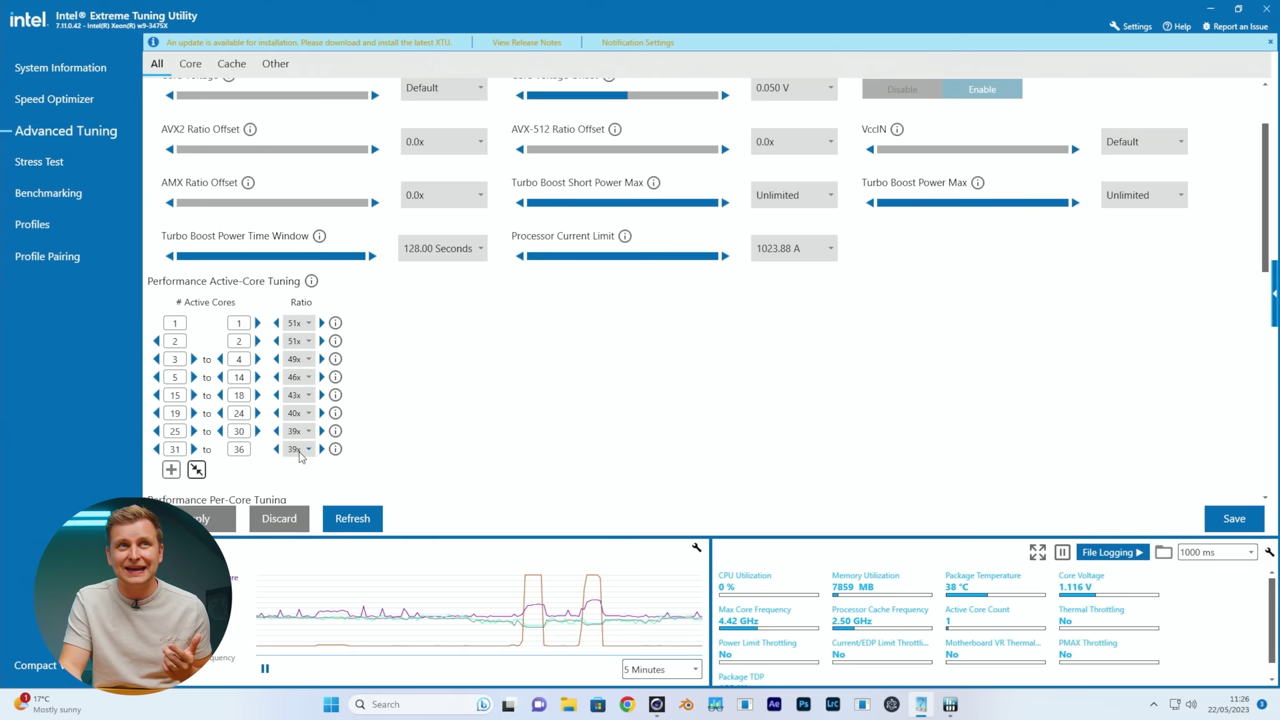 intel
Intel® Extreme Tuning Utility
7.11.0.42 - Intel(R) Xeon(R) w9-3475X
Settings
Help
Report an Issue
An update is available for installation. Please download and install the latest XTU.
View Release Notes
Notification Settings
System Information
Speed Optimizer
Advanced Tuning
Stress Test
Benchmarking
Profiles
Profile Pairing
All Core Cache Other
Default
0.050 V
Disable Enable
AVX2 Ratio Offset
0.0x
AVX-512 Ratio Offset
0.0x
VccIN
Default
AMX Ratio Offset
0.0x
Turbo Boost Short Power Max
Unlimited
Turbo Boost Power Max
Unlimited
Turbo Boost Power Time Window
128.00 Seconds
Processor Current Limit
1023.88 A
Performance Active-Core Tuning
# Active Cores Ratio
1 1 51x
2 2 51x
3 to 4 49x
5 to 14 46x
15 to 18 43x
19 to 24 40x
25 to 30 39x
31 to 36 39x
Performance Per-Core Tuning
Discard
Refresh
Save
5 Minutes
File Logging
1000 ms
CPU Utilization
0 %
Memory Utilization
7859 MB
Package Temperature
38 °C
Core Voltage
1.116 V
Max Core Frequency
4.42 GHz
Processor Cache Frequency
2.50 GHz
Active Core Count
1
Thermal Throttling
No
Power Limit Throttling
No
Current/EDP Limit Throttli...
No
Motherboard VR Thermal...
No
PMAX Throttling
No
Package TDP
17°C
Mostly sunny
Search
Ae
Ps
Lrc
11:26
22/05/2023